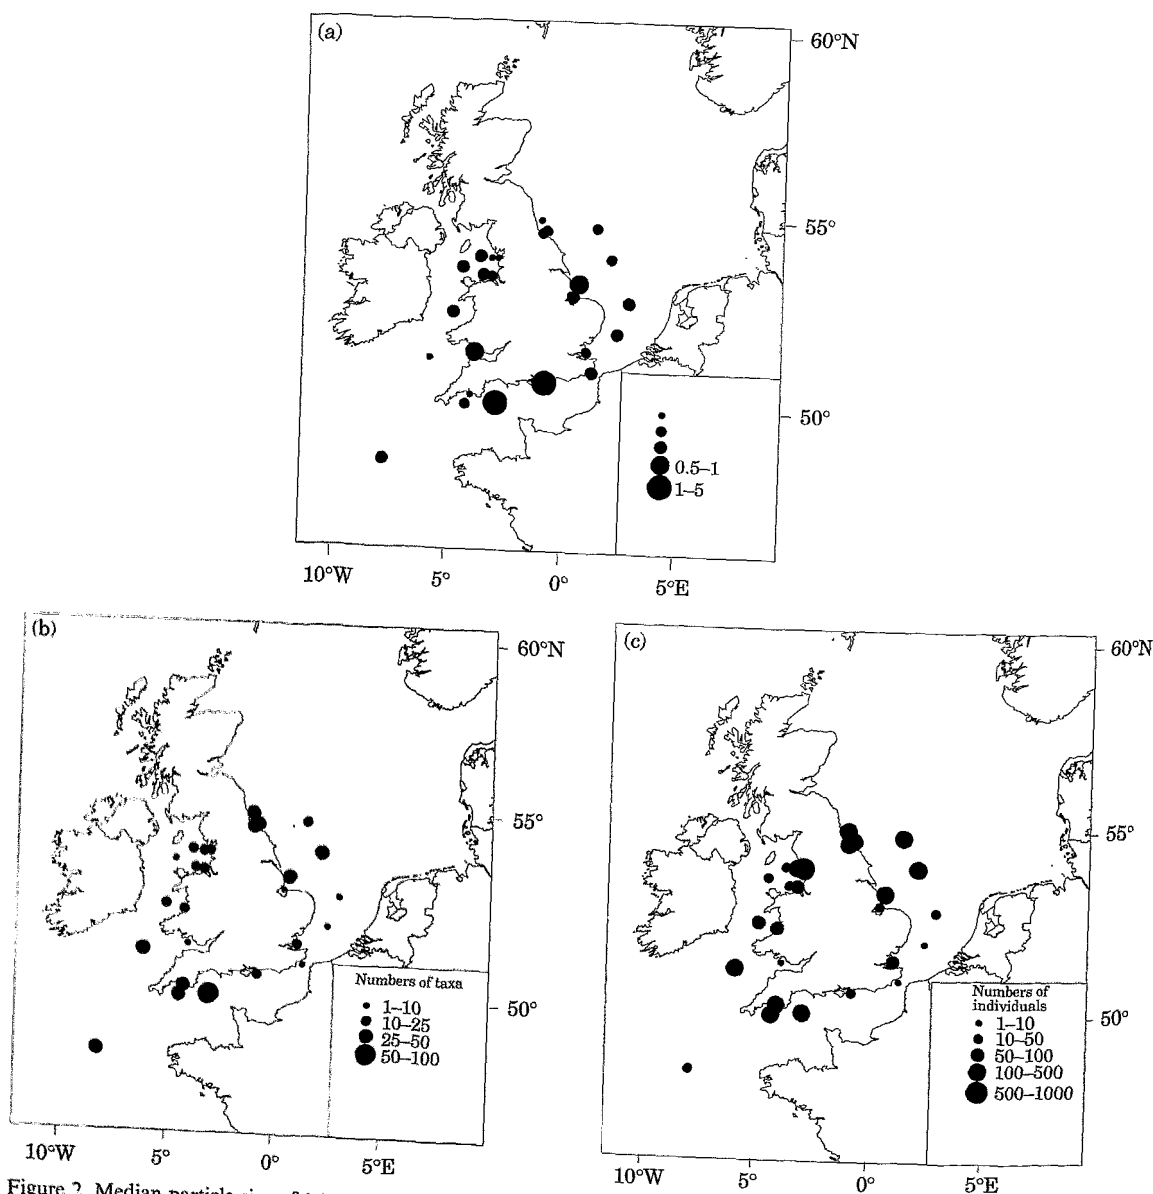 (a)
60°N
55°
50°
0.5–1
1–5
10°W 5° 0° 5°E
(b)
60°N
55°
50°
Numbers of taxa
1–10
10–25
25–50
50–100
10°W 5° 0° 5°E
(c)
60°N
55°
50°
Numbers of
individuals
1–10
10–50
50–100
100–500
500–1000
10°W 5° 0° 5°E
Figure 2. Median particle size